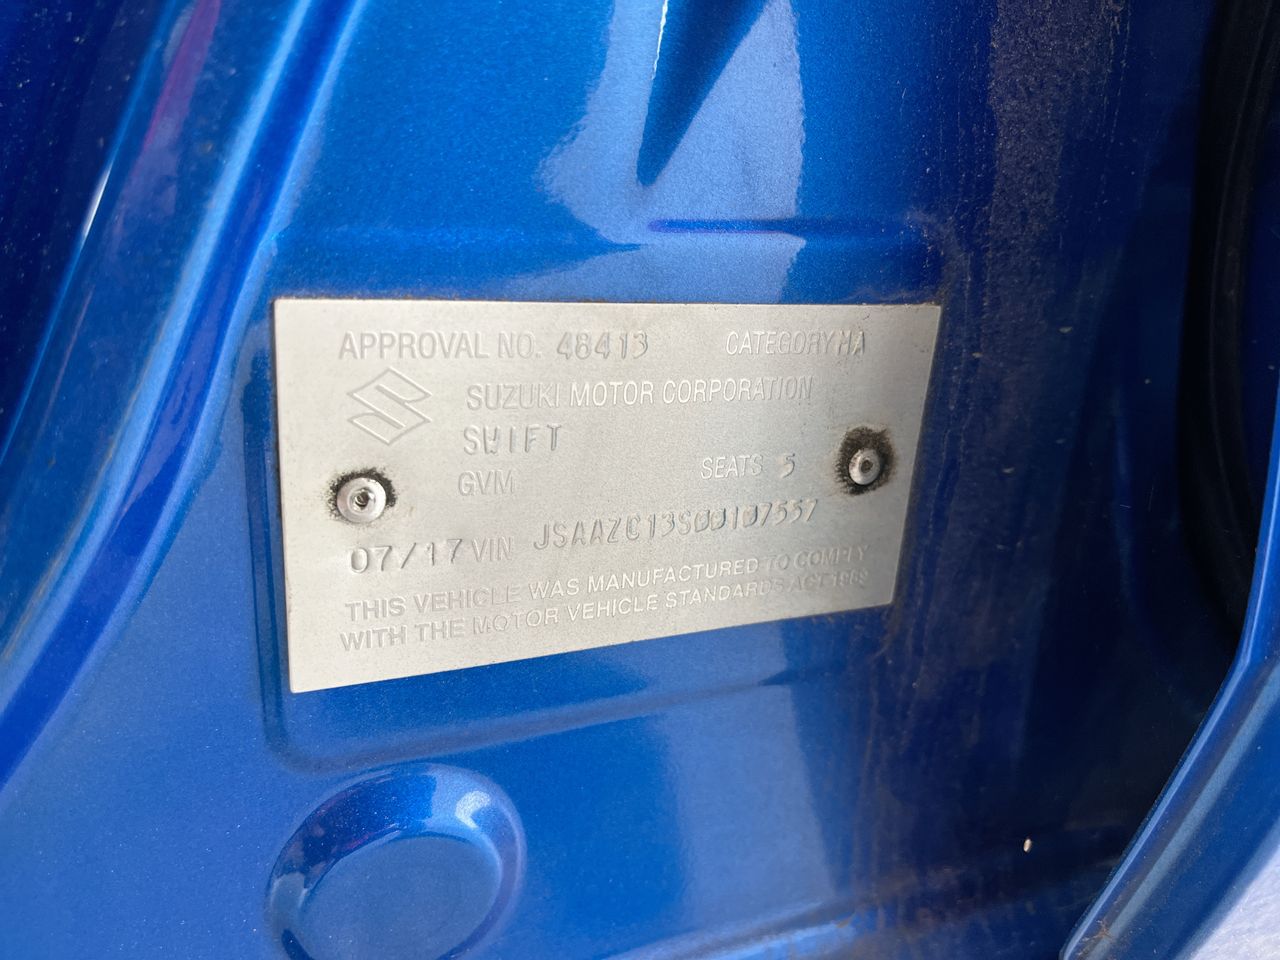 APPROVAL NO. 48413 CATEGORY MA
SUZUKI MOTOR CORPORATION
SWIFT
GVM SEATS 5
07/17 VIN JSAAZC13S00107557
THIS VEHICLE WAS MANUFACTURED TO COMPLY
WITH THE MOTOR VEHICLE STANDARDS ACT 1989